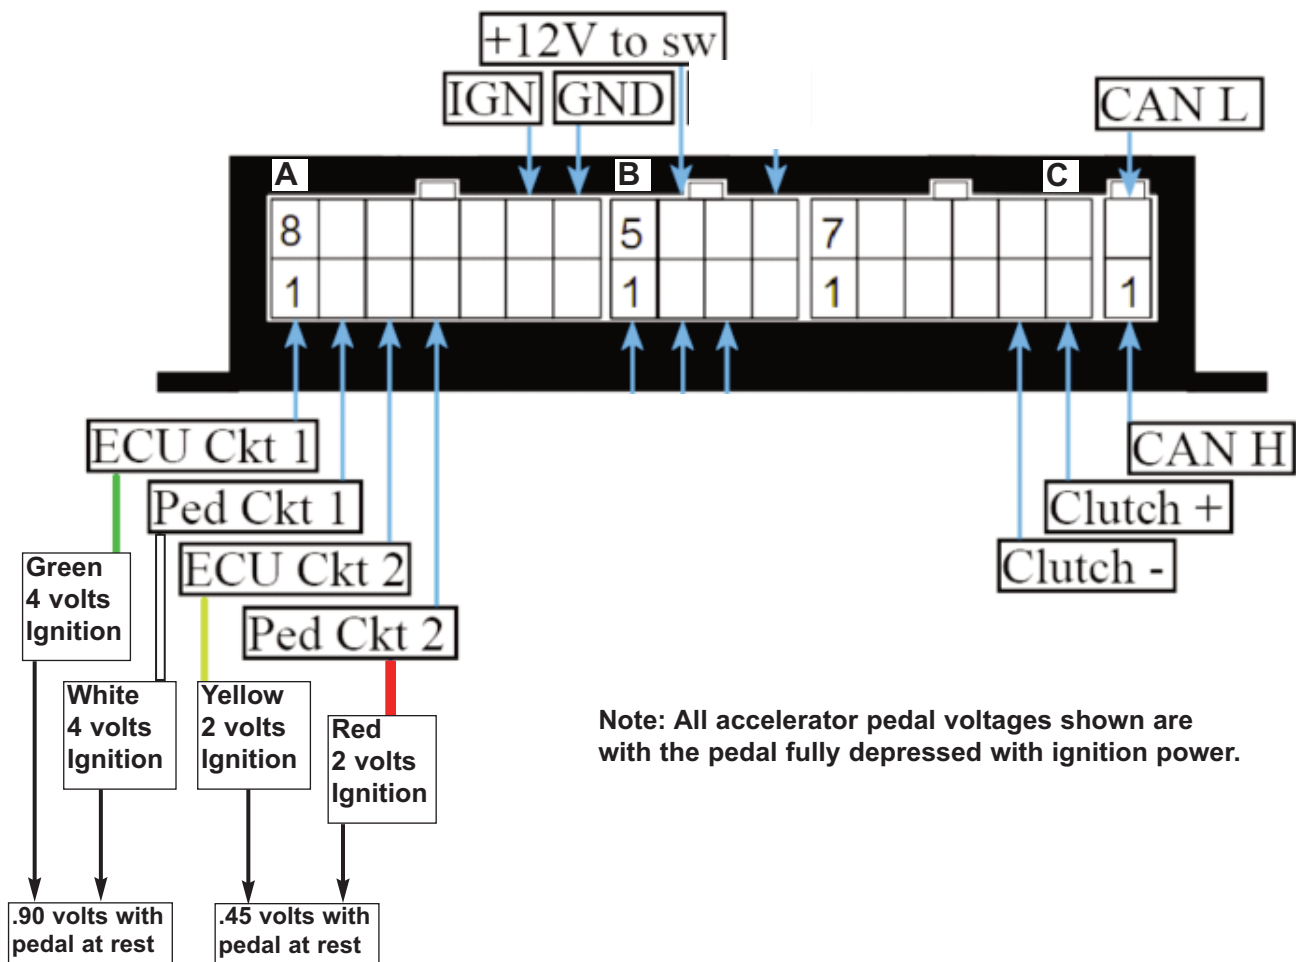 +12V to sw
IGN
GND
CAN L
A
B
C
8
5
7
1
1
1
1
ECU Ckt 1
CAN H
Ped Ckt 1
Clutch +
Green
4 volts
Ignition
ECU Ckt 2
Clutch -
Ped Ckt 2
White
4 volts
Ignition
Yellow
2 volts
Ignition
Red
2 volts
Ignition
Note: All accelerator pedal voltages shown are
with the pedal fully depressed with ignition power.
.90 volts with
pedal at rest
.45 volts with
pedal at rest